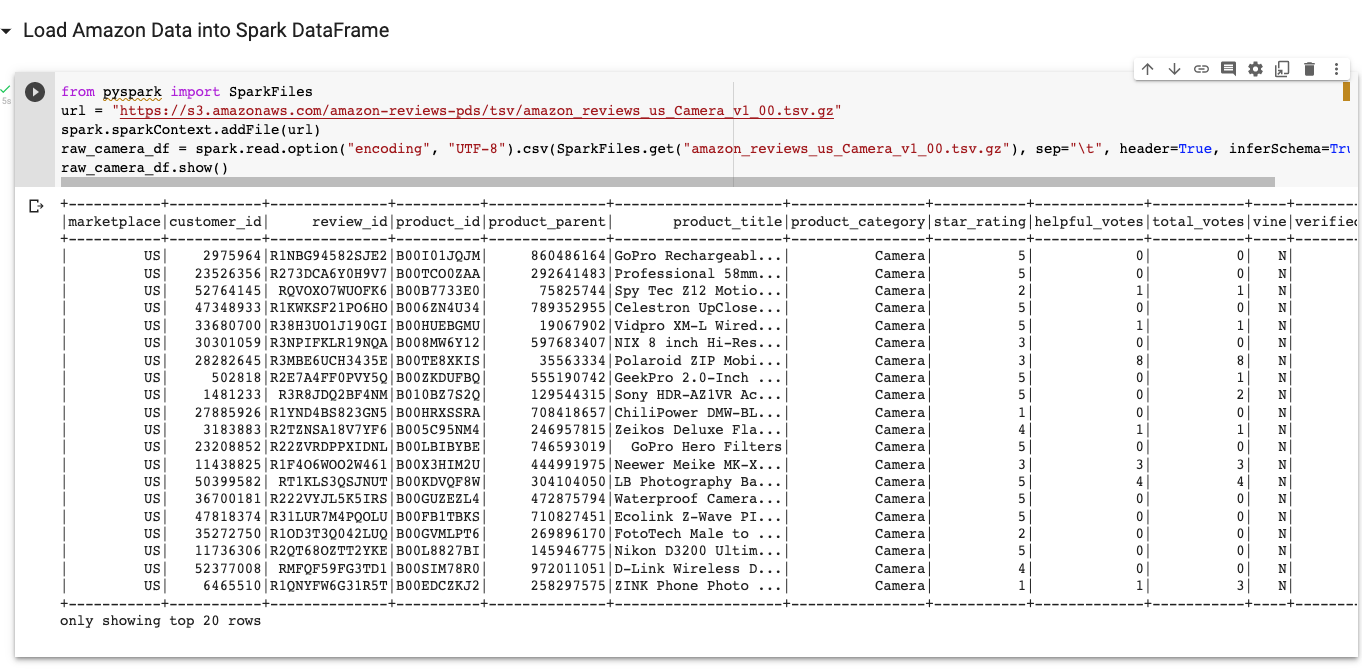 Load Amazon Data into Spark DataFrame
5s
from pyspark import SparkFiles
url = "https://s3.amazonaws.com/amazon-reviews-pds/tsv/amazon_reviews_us_Camera_v1_00.tsv.gz"
spark.sparkContext.addFile(url)
raw_camera_df = spark.read.option("encoding", "UTF-8").csv(SparkFiles.get("amazon_reviews_us_Camera_v1_00.tsv.gz"), sep="\t", header=True, inferSchema=Tru
raw_camera_df.show()
+-----------+-----------+--------------+----------+--------------+--------------------+----------------+-----------+-------------+-----------+----+--------
|marketplace|customer_id|     review_id|product_id|product_parent|       product_title|product_category|star_rating|helpful_votes|total_votes|vine|verified
+-----------+-----------+--------------+----------+--------------+--------------------+----------------+-----------+-------------+-----------+----+--------
|         US|    2975964|R1NBG94582SJE2|B00I01JQJM|     860486164|GoPro Rechargeabl...|          Camera|          5|            0|          0|   N|
|         US|   23526356|R273DCA6Y0H9V7|B00TCO0ZAA|     292641483|Professional 58mm...|          Camera|          5|            0|          0|   N|
|         US|   52764145| RQVOXO7WUOFK6|B00B7733E0|      75825744|Spy Tec Z12 Motio...|          Camera|          2|            1|          1|   N|
|         US|   47348933|R1KWKSF21PO6HO|B006ZN4U34|     789352955|Celestron UpClose...|          Camera|          5|            0|          0|   N|
|         US|   33680700|R38H3UO1J190GI|B00HUEBGMU|      19067902|Vidpro XM-L Wired...|          Camera|          5|            1|          1|   N|
|         US|   30301059|R3NPIFKLR19NQA|B008MW6Y12|     597683407|NIX 8 inch Hi-Res...|          Camera|          3|            0|          0|   N|
|         US|   28282645|R3MBE6UCH3435E|B00TE8XKIS|      35563334|Polaroid ZIP Mobi...|          Camera|          3|            8|          8|   N|
|         US|     502818|R2E7A4FF0PVY5Q|B00ZKDUFBQ|     555190742|GeekPro 2.0-Inch ...|          Camera|          5|            0|          1|   N|
|         US|    1481233| R3R8JDQ2BF4NM|B010BZ7S2Q|     129544315|Sony HDR-AZ1VR Ac...|          Camera|          5|            0|          2|   N|
|         US|   27885926|R1YND4BS823GN5|B00HRXSSRA|     708418657|ChiliPower DMW-BL...|          Camera|          1|            0|          0|   N|
|         US|    3183883|R2TZNSA18V7YF6|B005C95NM4|     246957815|Zeikos Deluxe Fla...|          Camera|          4|            1|          1|   N|
|         US|   23208852|R22ZVRDPPXIDNL|B00LBIBYBE|     746593019|  GoPro Hero Filters|          Camera|          5|            0|          0|   N|
|         US|   11438825|R1F4O6WOO2W461|B00X3HIM2U|     444991975|Neewer Meike MK-X...|          Camera|          3|            3|          3|   N|
|         US|   50399582| RT1KLS3QSJNUT|B00KDVQF8W|     304104050|LB Photography Ba...|          Camera|          5|            4|          4|   N|
|         US|   36700181|R222VYJL5K5IRS|B00GUZEZL4|     472875794|Waterproof Camera...|          Camera|          5|            0|          0|   N|
|         US|   47818374|R31LUR7M4PQOLU|B00FB1TBKS|     710827451|Ecolink Z-Wave PI...|          Camera|          5|            0|          0|   N|
|         US|   35272750|R1OD3T3Q042LUQ|B00GVMLPT6|     269896170|FotoTech Male to ...|          Camera|          2|            0|          0|   N|
|         US|   11736306|R2QT68OZTT2YKE|B00L8827BI|     145946775|Nikon D3200 Ultim...|          Camera|          5|            0|          0|   N|
|         US|   52377008| RMFQF59FG3TD1|B00SIM78R0|     972011051|D-Link Wireless D...|          Camera|          4|            0|          0|   N|
|         US|    6465510|R1QNYFW6G31R5T|B00EDCZKJ2|     258297575|ZINK Phone Photo ...|          Camera|          1|            1|          3|   N|
+-----------+-----------+--------------+----------+--------------+--------------------+----------------+-----------+-------------+-----------+----+--------
only showing top 20 rows